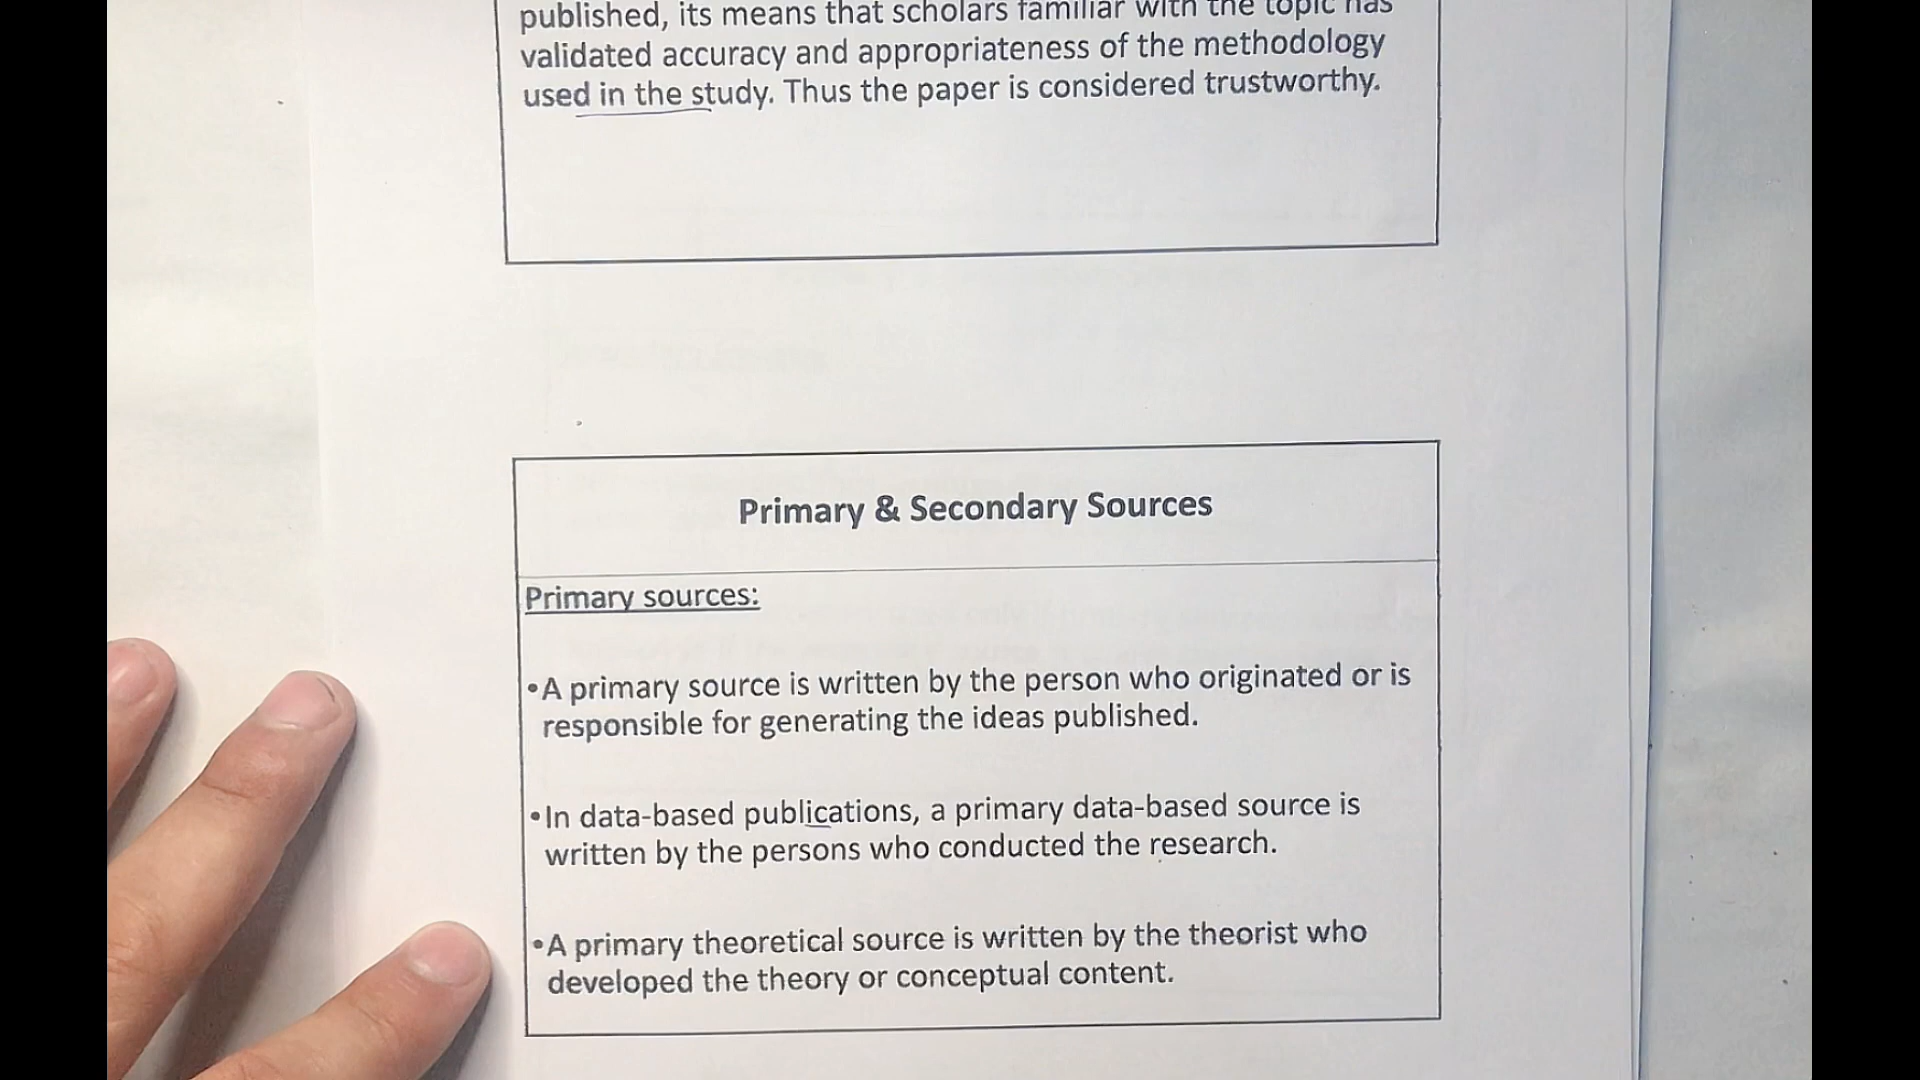 published, its means that scholars familiar with the topic has
validated accuracy and appropriateness of the methodology
used in the study. Thus the paper is considered trustworthy.
Primary & Secondary Sources
Primary sources:
•A primary source is written by the person who originated or is
responsible for generating the ideas published.
•In data-based publications, a primary data-based source is
written by the persons who conducted the research.
•A primary theoretical source is written by the theorist who
developed the theory or conceptual content.